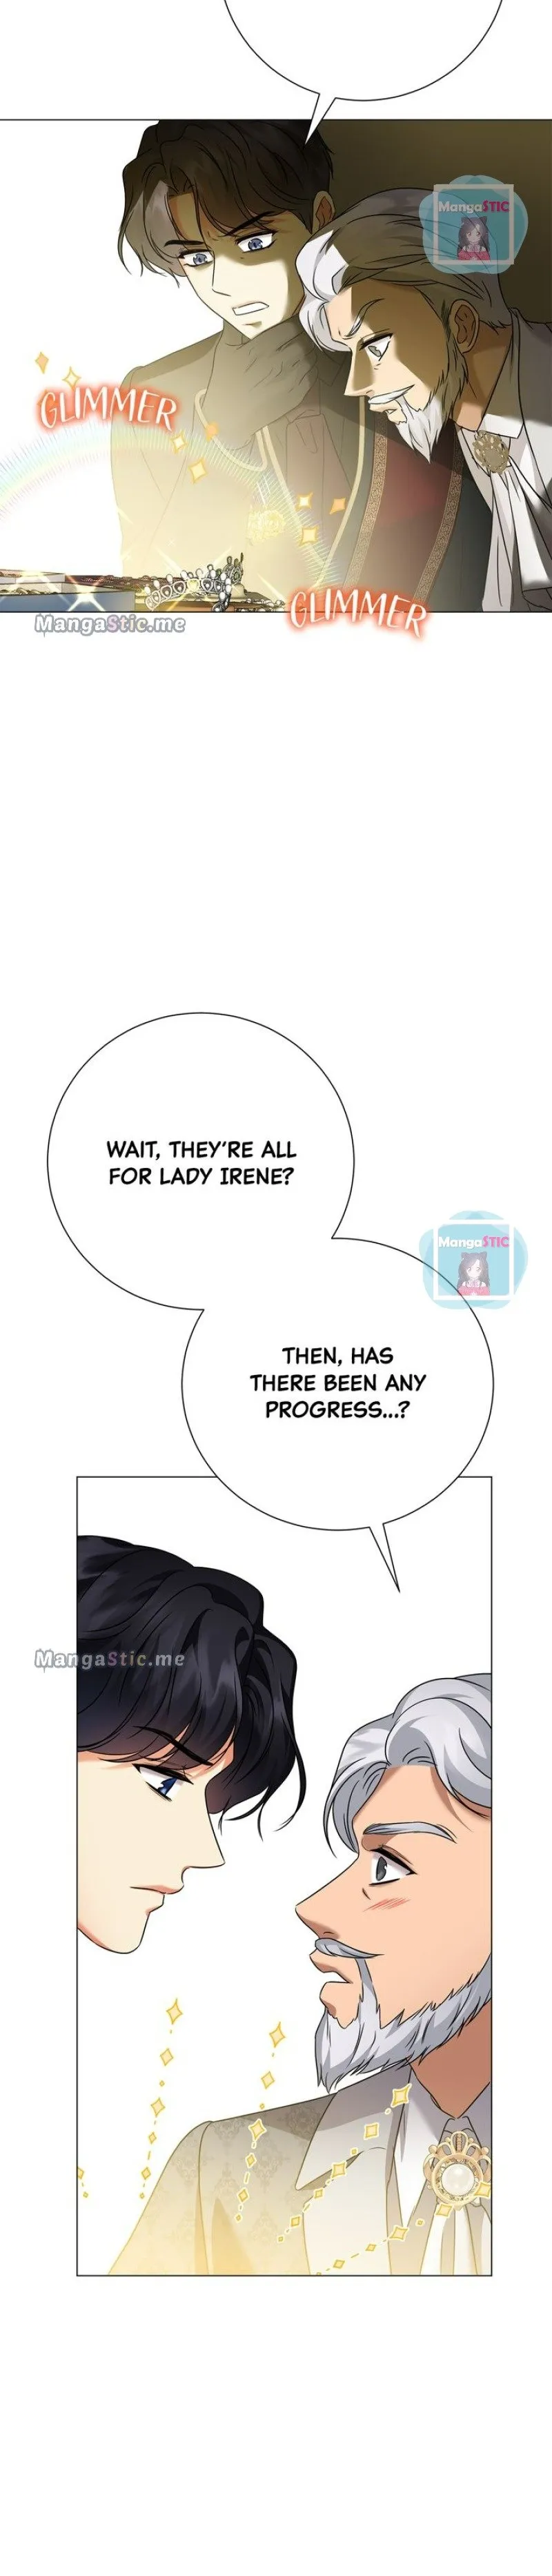 MangaSTIC
GLIMMER
GLIMMER
MangaStic.me
WAIT, THEY'RE ALL
FOR LADY IRENE?
MangaSTIC
THEN, HAS
THERE BEEN ANY
PROGRESS...?
MangaStic.me